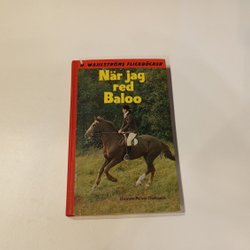 B. WAHLSTRÖMS FLICKBÖCKER
När jag
red
Baloo